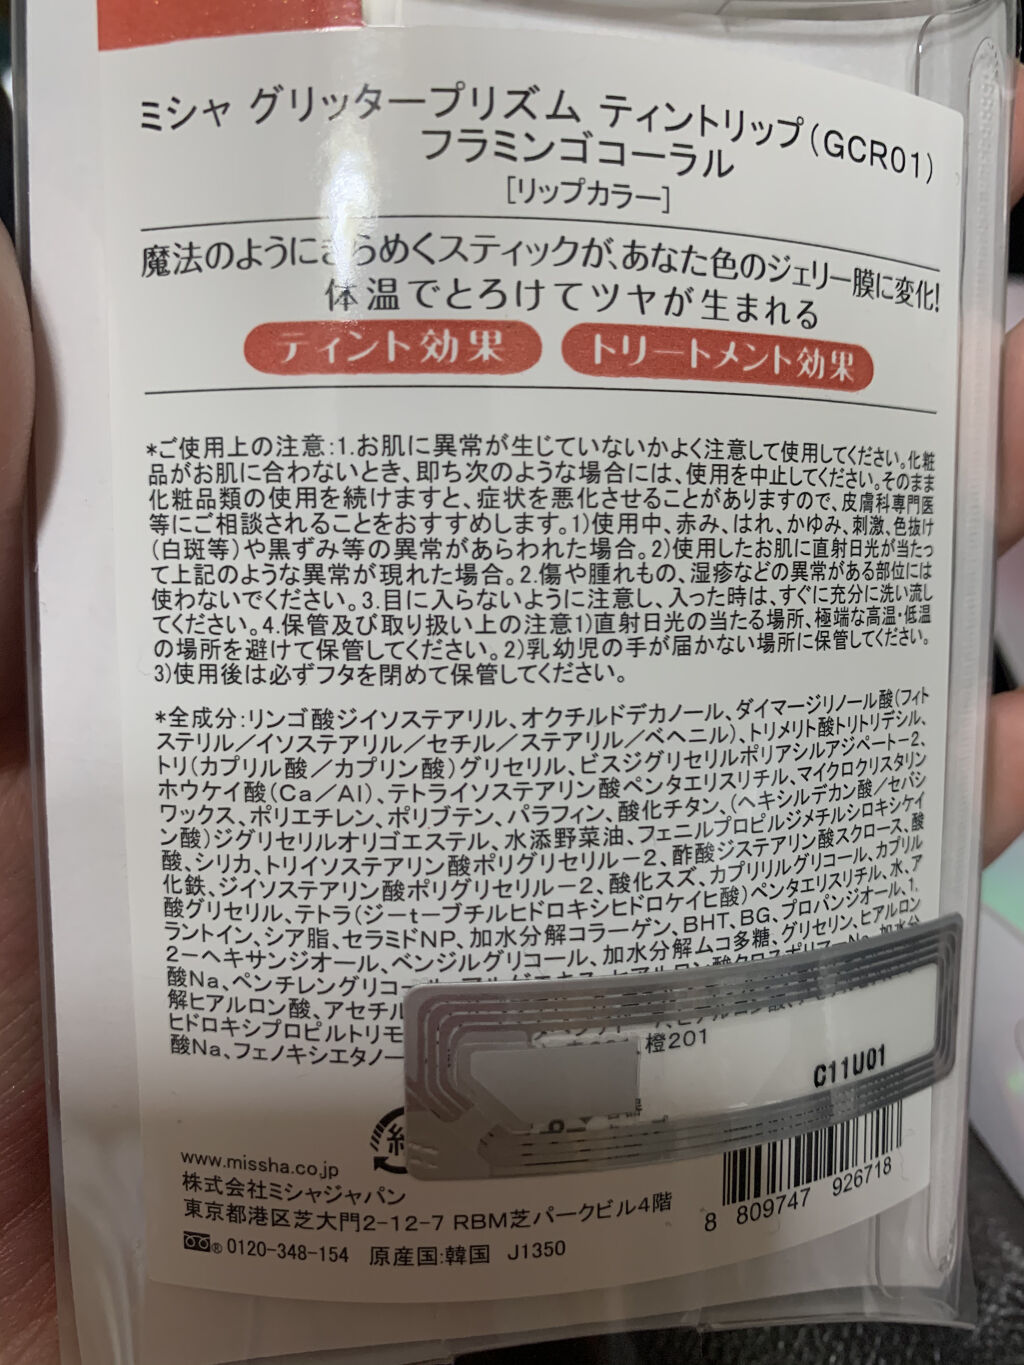 ミシャ グリッタープリズム ティントリップ(GCR01)
フラミンゴコーラル
[リップカラー]
魔法のようにきらめくスティックが、あなた色のジェリー膜に変化!
体温でとろけてツヤが生まれる
ティント効果 トリートメント効果
*ご使用上の注意:1.お肌に異常が生じていないかよく注意して使用してください。化粧
品がお肌に合わないとき、即ち次のような場合には、使用を中止してください。そのまま
化粧品類の使用を続けますと、症状を悪化させることがありますので、皮膚科専門医
等にご相談されることをおすすめします。1)使用中、赤み、はれ、かゆみ、刺激、色抜け
(白斑等)や黒ずみ等の異常があらわれた場合。2)使用したお肌に直射日光が当たっ
て上記のような異常が現れた場合。2.傷や腫れもの、湿疹などの異常がある部位には
使わないでください。3.目に入らないように注意し、入った時は、すぐに充分に洗い流し
てください。4.保管及び取り扱い上の注意1)直射日光の当たる場所、極端な高温・低温
の場所を避けて保管してください。2)乳幼児の手が届かない場所に保管してください。
3)使用後は必ずフタを閉めて保管してください。
*全成分:リンゴ酸ジイソステアリル、オクチルドデカノール、ダイマージリノール酸(フィト
ステリル/イソステアリル/セチル/ステアリル/ベヘニル)、トリメリト酸トリトリデシル、
トリ(カプリル酸/カプリン酸)グリセリル、ビスジグリセリルポリアシルアジペート-2、
ホウケイ酸(Ca/Al)、テトライソステアリン酸ペンタエリスリチル、マイクロクリスタリン
ワックス、ポリエチレン、ポリブテン、パラフィン、酸化チタン、(ヘキシルデカン酸/セバシ
ン酸)ジグリセリルオリゴエステル、水添野菜油、フェニルプロピルジメチルシロキシケイ
酸、シリカ、トリイソステアリン酸ポリグリセリル-2、酢酸ジステアリン酸スクロース、酸
化鉄、ジイソステアリン酸ポリグリセリル-2、酸化スズ、カプリリルグリコール、カプリル
酸グリセリル、テトラ(ジ-t-ブチルヒドロキシヒドロケイヒ酸)ペンタエリスリチル、水、ア
ラントイン、シア脂、セラミドNP、加水分解コラーゲン、BHT、BG、プロパンジオール、1,
2-ヘキサンジオール、ベンジルグリコール、加水分解ムコ多糖、グリセリン、ヒアルロン
酸Na、ペンチレングリコール、 ヒアルロン酸クロスポリマーNa、加水分
解ヒアルロン酸、アセチル
ヒドロキシプロピルトリモ
酸Na、フェノキシエタノー 橙201
C11U01
www.missha.co.jp
株式会社ミシャジャパン
東京都港区芝大門2-12-7 RBM芝パークビル4階
® 0120-348-154 原産国:韓国 J1350
8 809747 926718